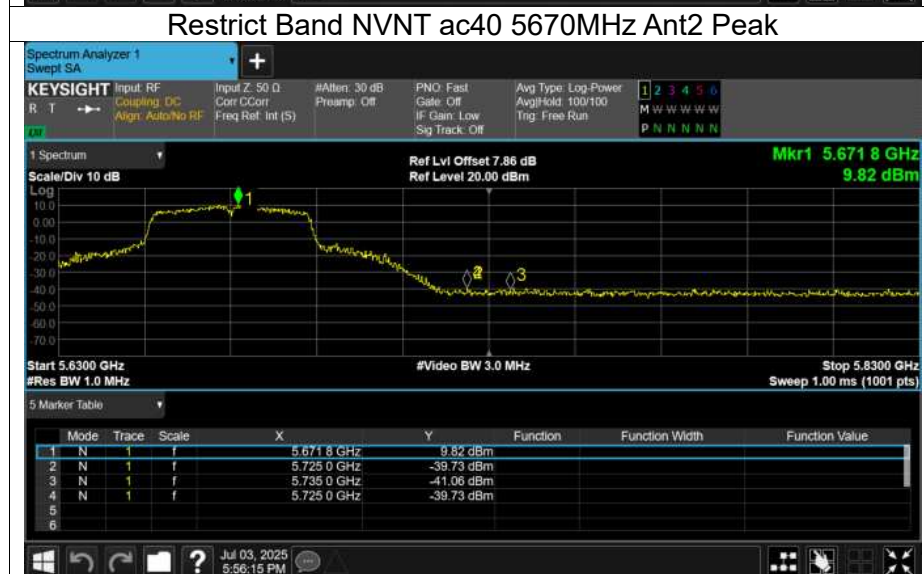 Restrict Band NVNT ac40 5670MHz Ant2 Peak
Spectrum Analyzer 1
Swept SA
+
KEYSIGHT
R T
Input: RF
Coupling: DC
Align: Auto/No RF
Input Z: 50 Ω
Corr CCorr
Freq Ref: Int (S)
#Atten: 30 dB
Preamp: Off
PNO: Fast
Gate: Off
IF Gain: Low
Sig Track: Off
Avg Type: Log-Power
Avg|Hold: 100/100
Trig: Free Run
1 2 3 4 5 6
M W W W W W
P N N N N N
1 Spectrum
Scale/Div 10 dB
Ref Lvl Offset 7.86 dB
Ref Level 20.00 dBm
Mkr1 5.671 8 GHz
9.82 dBm
Log
10.0
0.00
-10.0
-20.0
-30.0
-40.0
-50.0
-60.0
-70.0
1
3
Start 5.6300 GHz
#Res BW 1.0 MHz
#Video BW 3.0 MHz
Stop 5.8300 GHz
Sweep 1.00 ms (1001 pts)
5 Marker Table
Mode Trace Scale X Y Function Function Width Function Value
1 N 1 f 5.671 8 GHz 9.82 dBm
2 N 1 f 5.725 0 GHz -39.73 dBm
3 N 1 f 5.735 0 GHz -41.06 dBm
4 N 1 f 5.725 0 GHz -39.73 dBm
5
6
?
Jul 03, 2025
5:56:15 PM